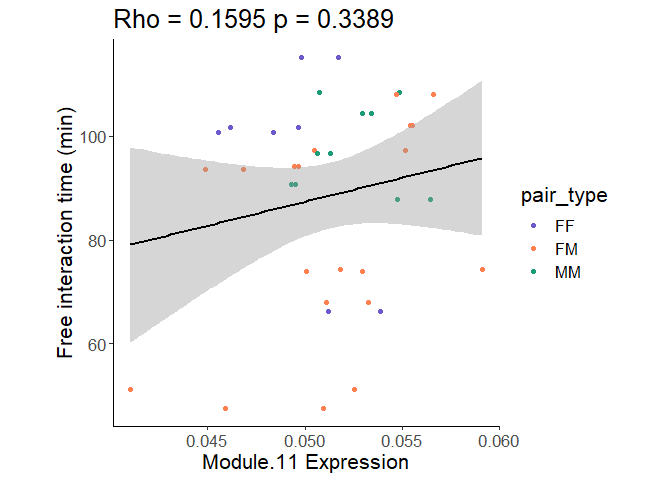 Rho = 0.1595 p = 0.3389
Free interaction time (min)
100
80
60
0.045 0.050 0.055 0.060
Module.11 Expression
pair_type
FF
FM
MM